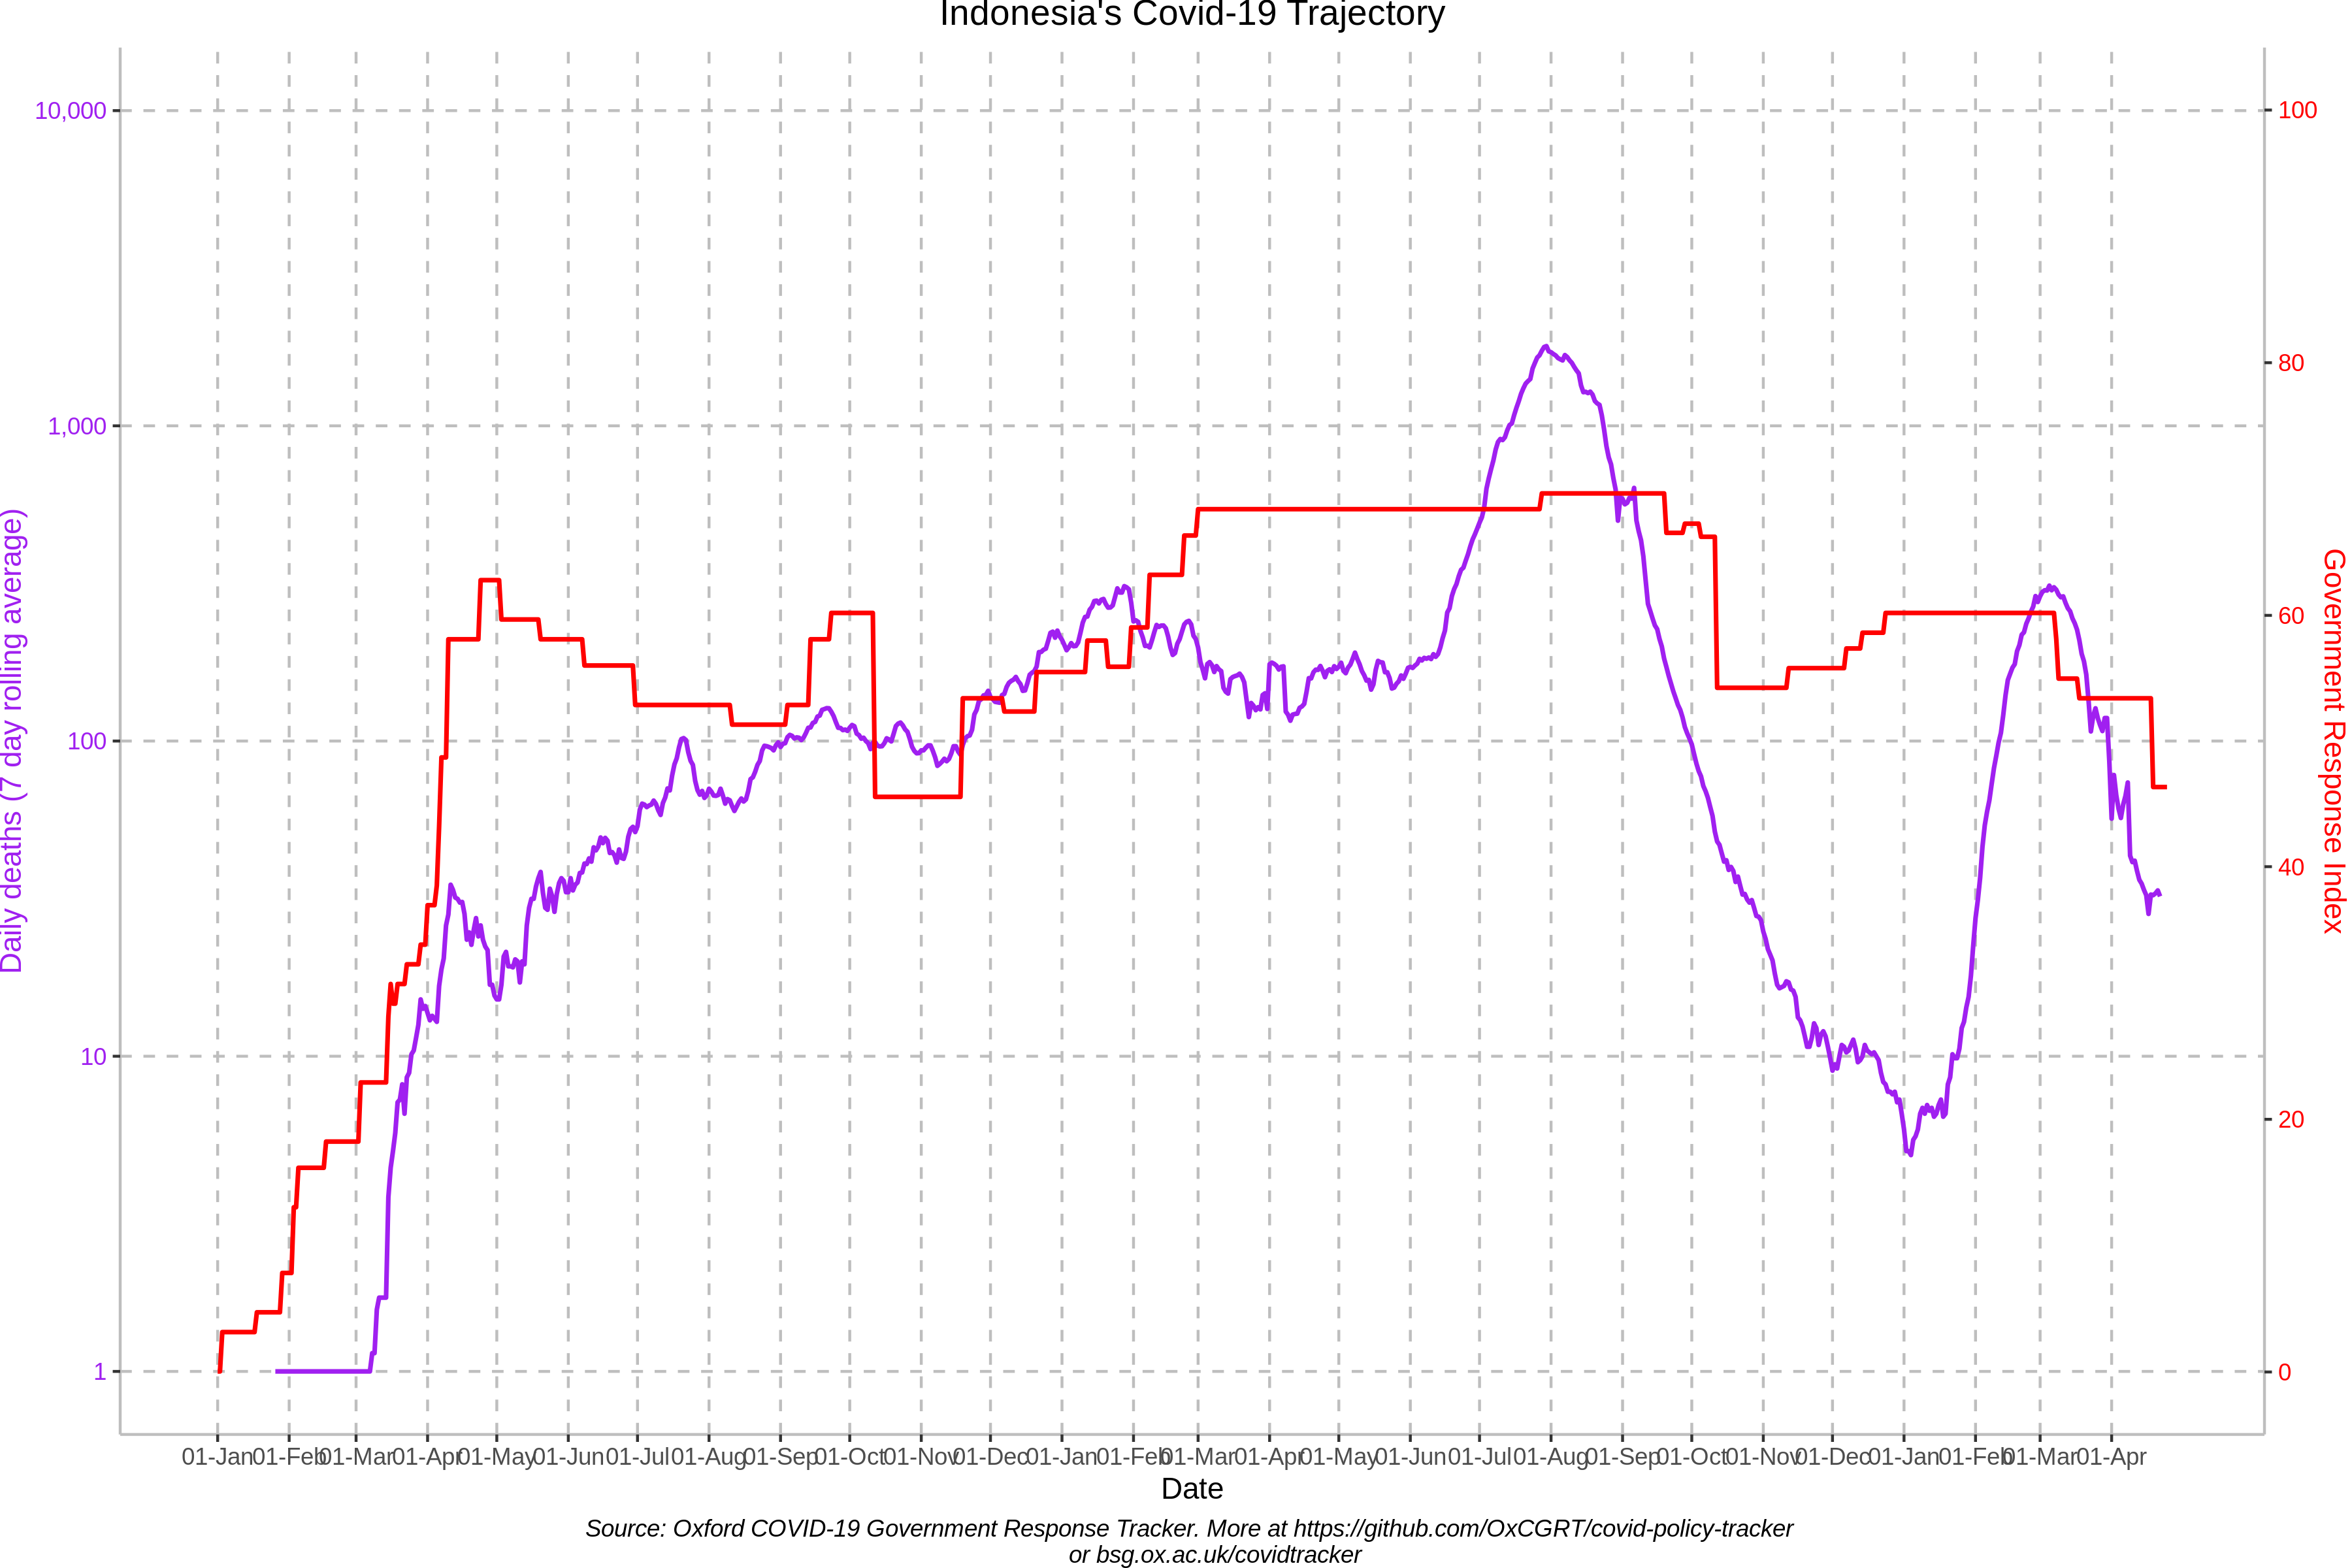 Indonesia's Covid-19 Trajectory
10,000
1,000
100
10
1
Daily deaths (7 day rolling average)
100
80
60
40
20
0
Government Response Index
01-Jan 01-Feb 01-Mar 01-Apr 01-May 01-Jun 01-Jul 01-Aug 01-Sep 01-Oct 01-Nov 01-Dec 01-Jan 01-Feb 01-Mar 01-Apr 01-May 01-Jun 01-Jul 01-Aug 01-Sep 01-Oct 01-Nov 01-Dec 01-Jan 01-Feb 01-Mar 01-Apr
Date
Source: Oxford COVID-19 Government Response Tracker. More at https://github.com/OxCGRT/covid-policy-tracker
or bsg.ox.ac.uk/covidtracker